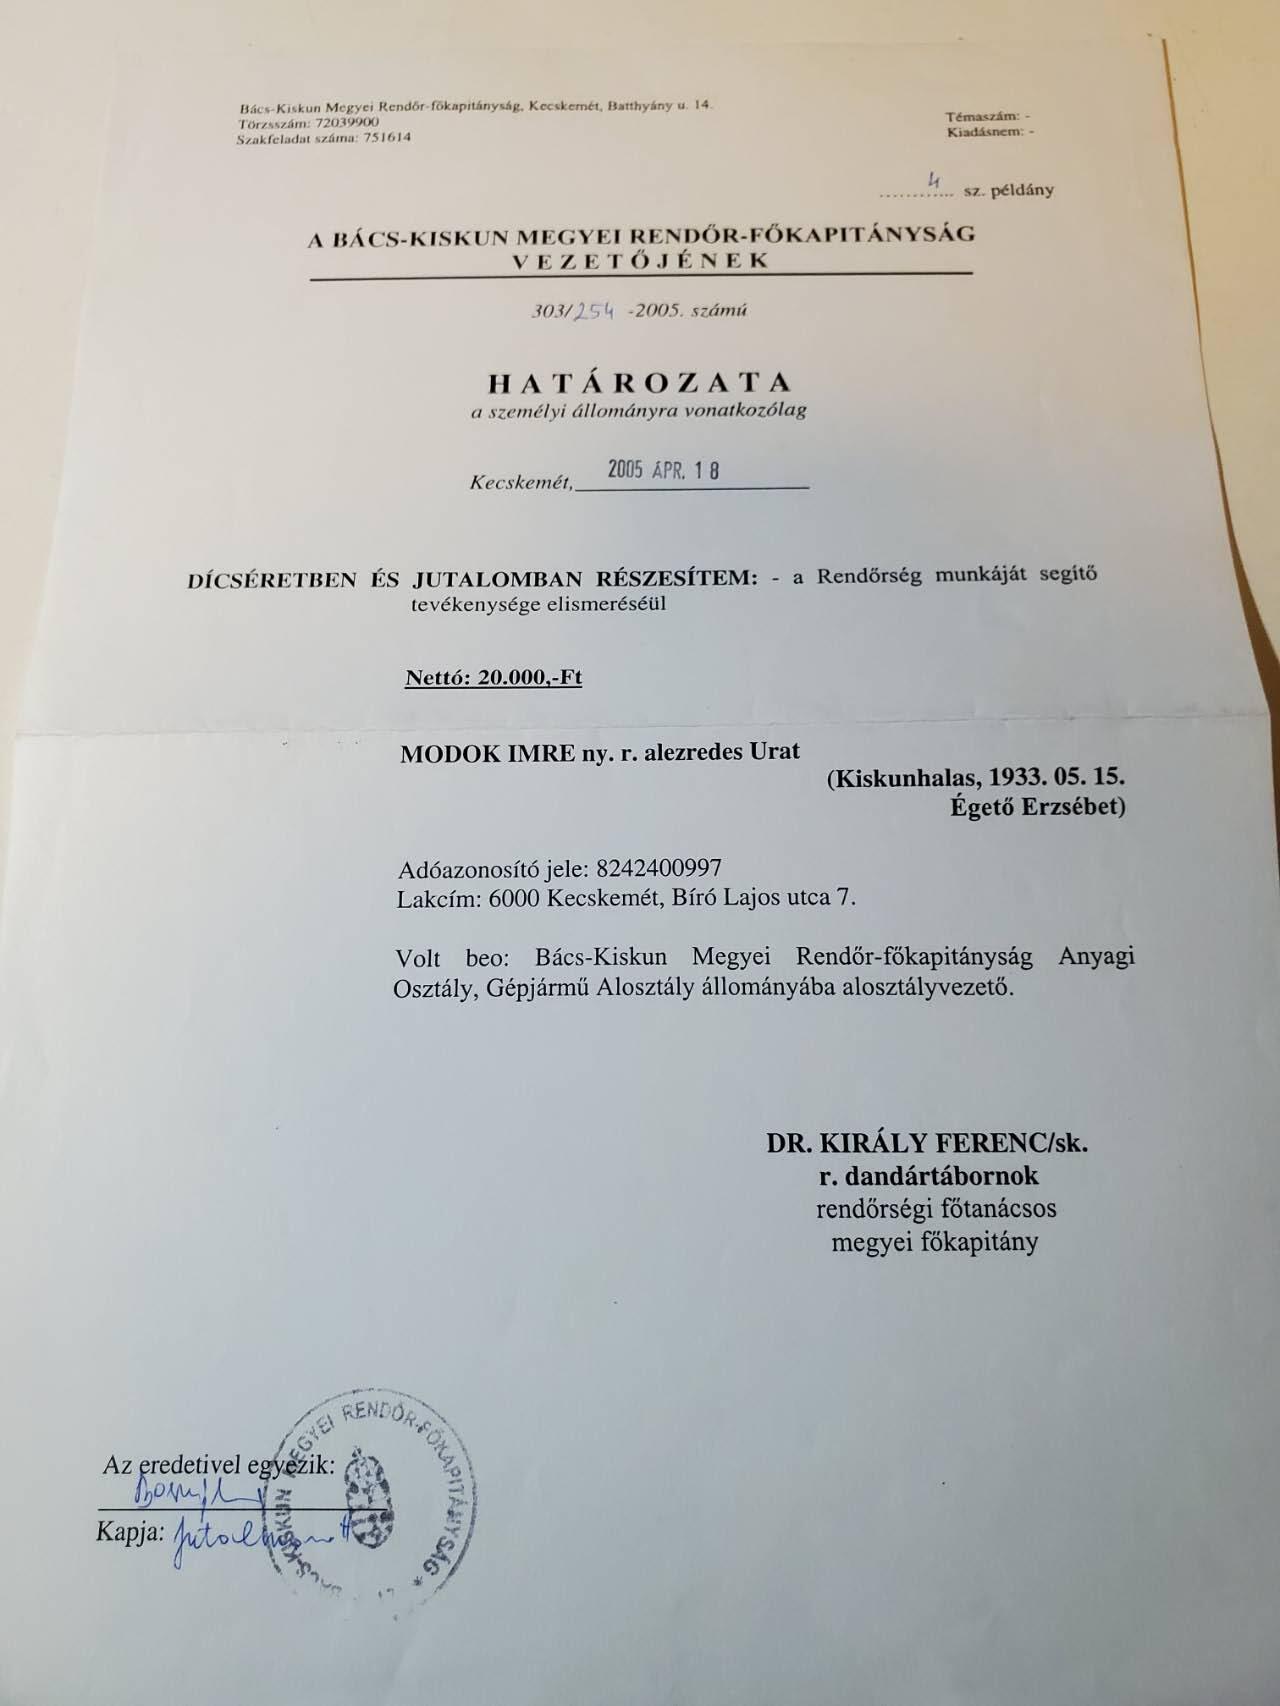 Bács-Kiskun Megyei Rendőr-főkapitányság, Kecskemét, Batthyány u. 14.
Törzsszám: 72039900
Szakfeladat száma: 751614
Témaszám: -
Kiadásnem: -
4 sz. példány
A BÁCS-KISKUN MEGYEI RENDŐR-FŐKAPITÁNYSÁG
VEZETŐJÉNEK
303/254 -2005. számú
HATÁROZATA
a személyi állományra vonatkozólag
Kecskemét, 2005 ÁPR. 18
DÍCSÉRETBEN ÉS JUTALOMBAN RÉSZESÍTEM: - a Rendőrség munkáját segítő
tevékenysége elismeréséül
Nettó: 20.000,-Ft
MODOK IMRE ny. r. alezredes Urat
(Kiskunhalas, 1933. 05. 15.
Égető Erzsébet)
Adóazonosító jele: 8242400997
Lakcím: 6000 Kecskemét, Bíró Lajos utca 7.
Volt beo: Bács-Kiskun Megyei Rendőr-főkapitányság Anyagi
Osztály, Gépjármű Alosztály állományába alosztályvezető.
DR. KIRÁLY FERENC/sk.
r. dandártábornok
rendőrségi főtanácsos
megyei főkapitány
Az eredetivel egyezik:
Kapja:
BÁCS-KISKUN MEGYEI RENDŐR-FŐKAPITÁNYSÁG *